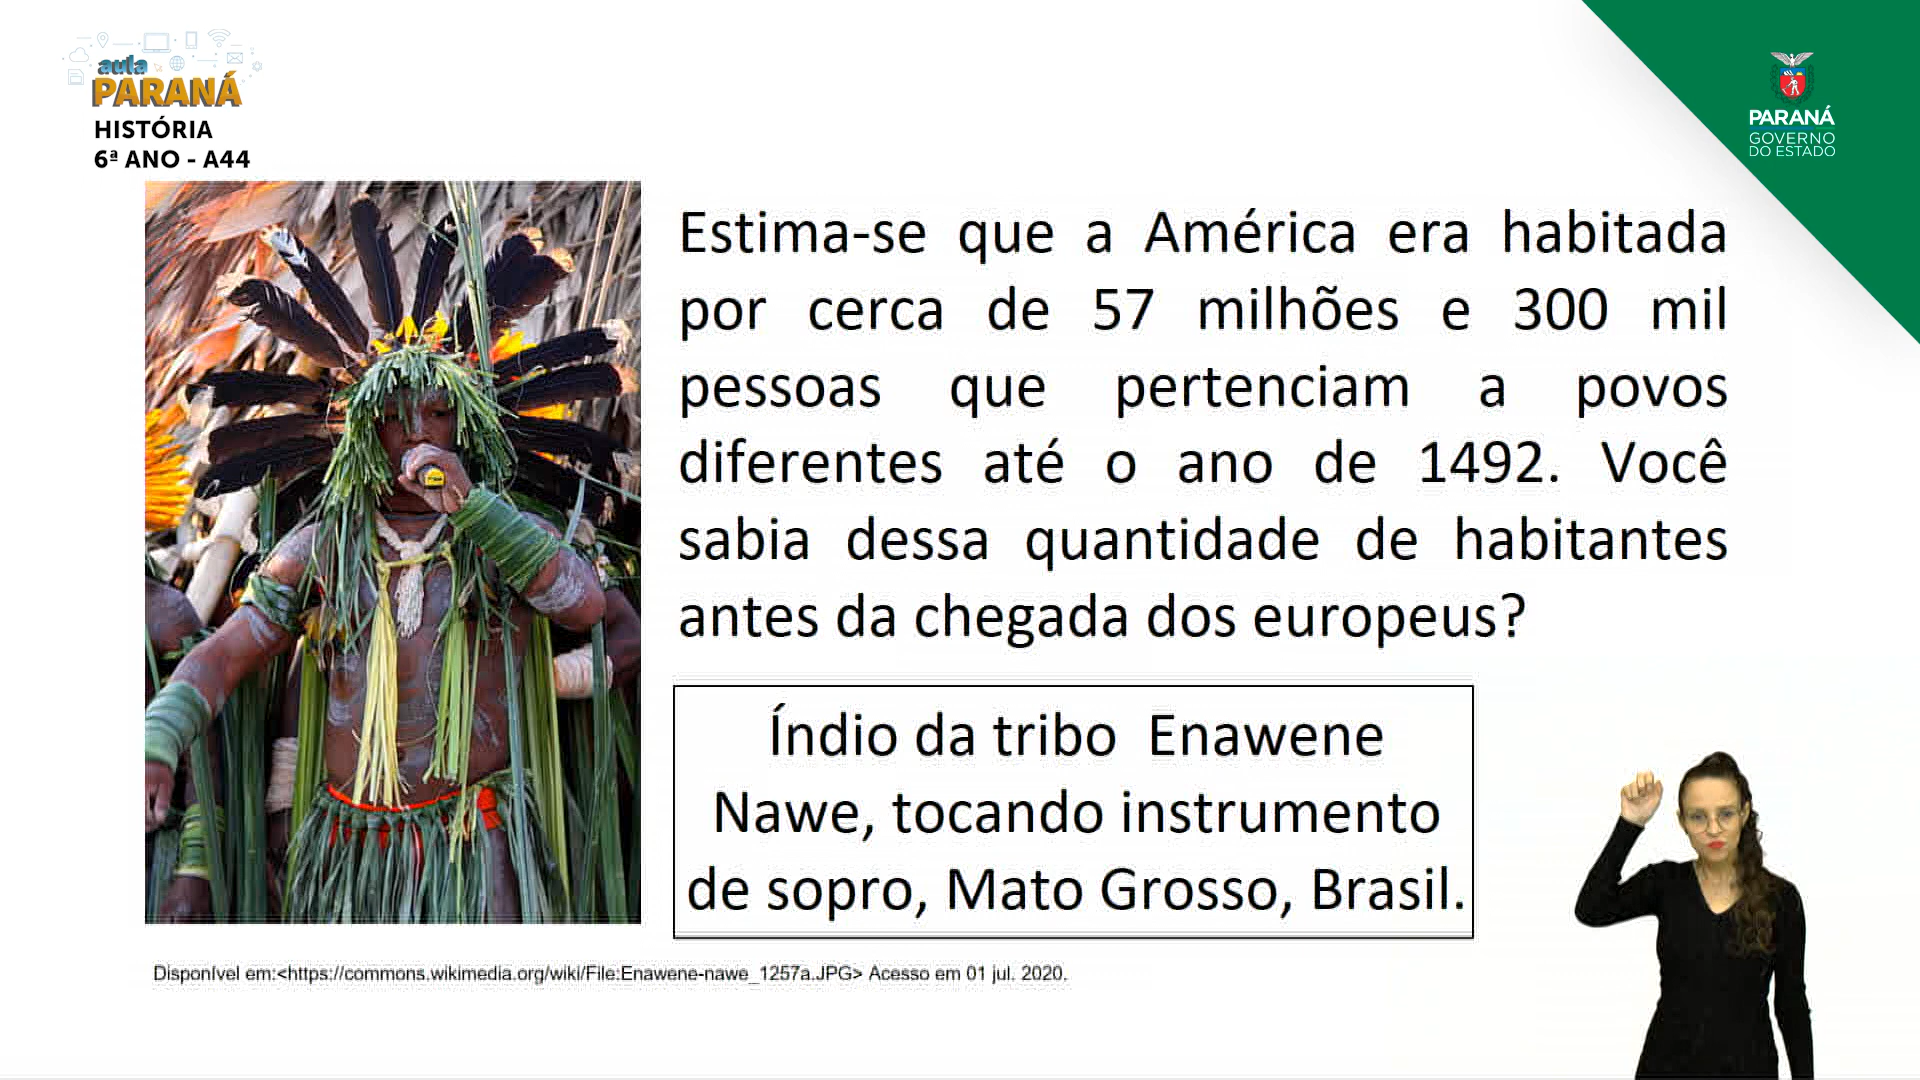 aula
PARANÁ
HISTÓRIA
6ª ANO - A44
PARANÁ
GOVERNO
DO ESTADO
Estima-se que a América era habitada
por cerca de 57 milhões e 300 mil
pessoas que pertenciam a povos
diferentes até o ano de 1492. Você
sabia dessa quantidade de habitantes
antes da chegada dos europeus?
Índio da tribo Enawene
Nawe, tocando instrumento
de sopro, Mato Grosso, Brasil.
Disponível em:<https://commons.wikimedia.org/wiki/File:Enawene-nawe_1257a.JPG> Acesso em 01 jul. 2020.